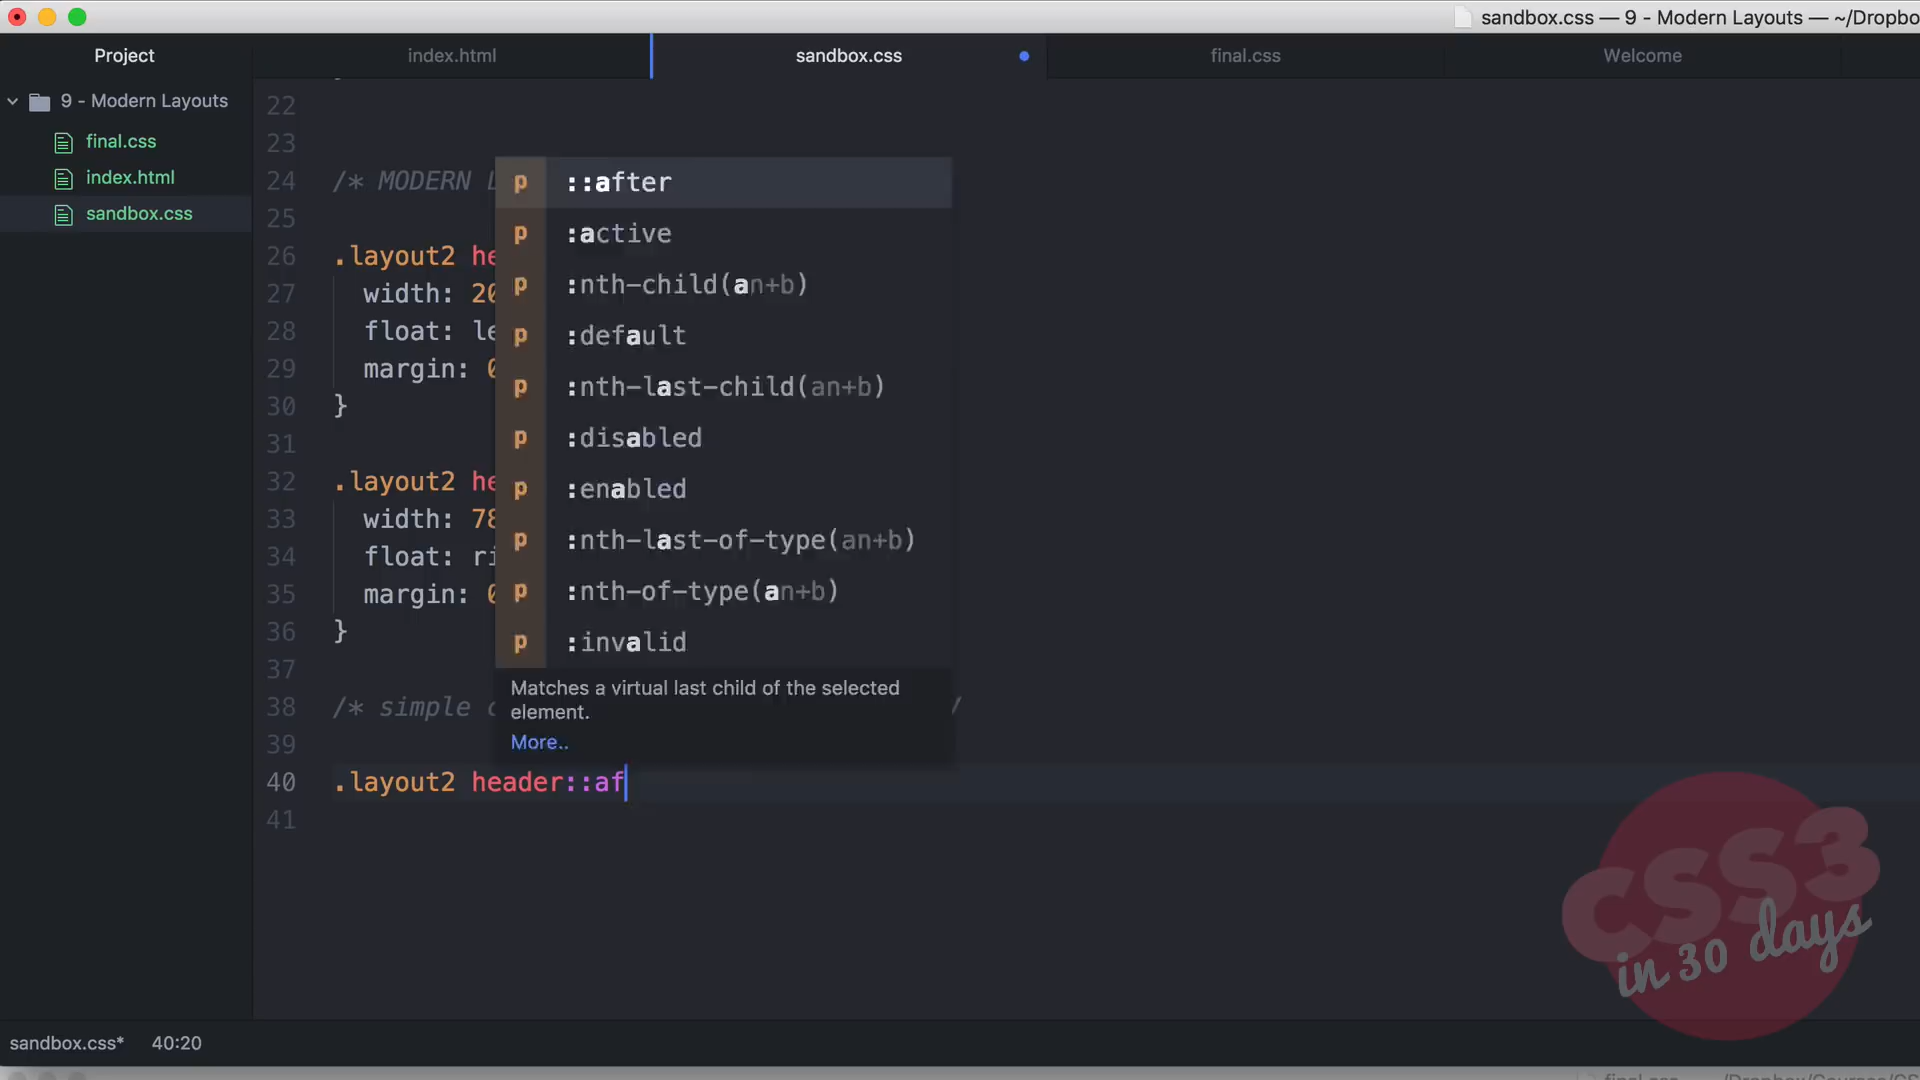 sandbox.css — 9 - Modern Layouts — ~/Dropbo
Project
index.html
sandbox.css
final.css
Welcome
9 - Modern Layouts
final.css
index.html
sandbox.css
22
23
24 /* MODERN L
25
26 .layout2 he
27 width: 20
28 float: le
29 margin: 0
30 }
31
32 .layout2 he
33 width: 78
34 float: ri
35 margin: 0
36 }
37
38 /* simple c /
39
40 .layout2 header::af
41
p ::after
p :active
p :nth-child(an+b)
p :default
p :nth-last-child(an+b)
p :disabled
p :enabled
p :nth-last-of-type(an+b)
p :nth-of-type(an+b)
p :invalid
Matches a virtual last child of the selected
element.
More..
CSS3
in 30 days
sandbox.css* 40:20